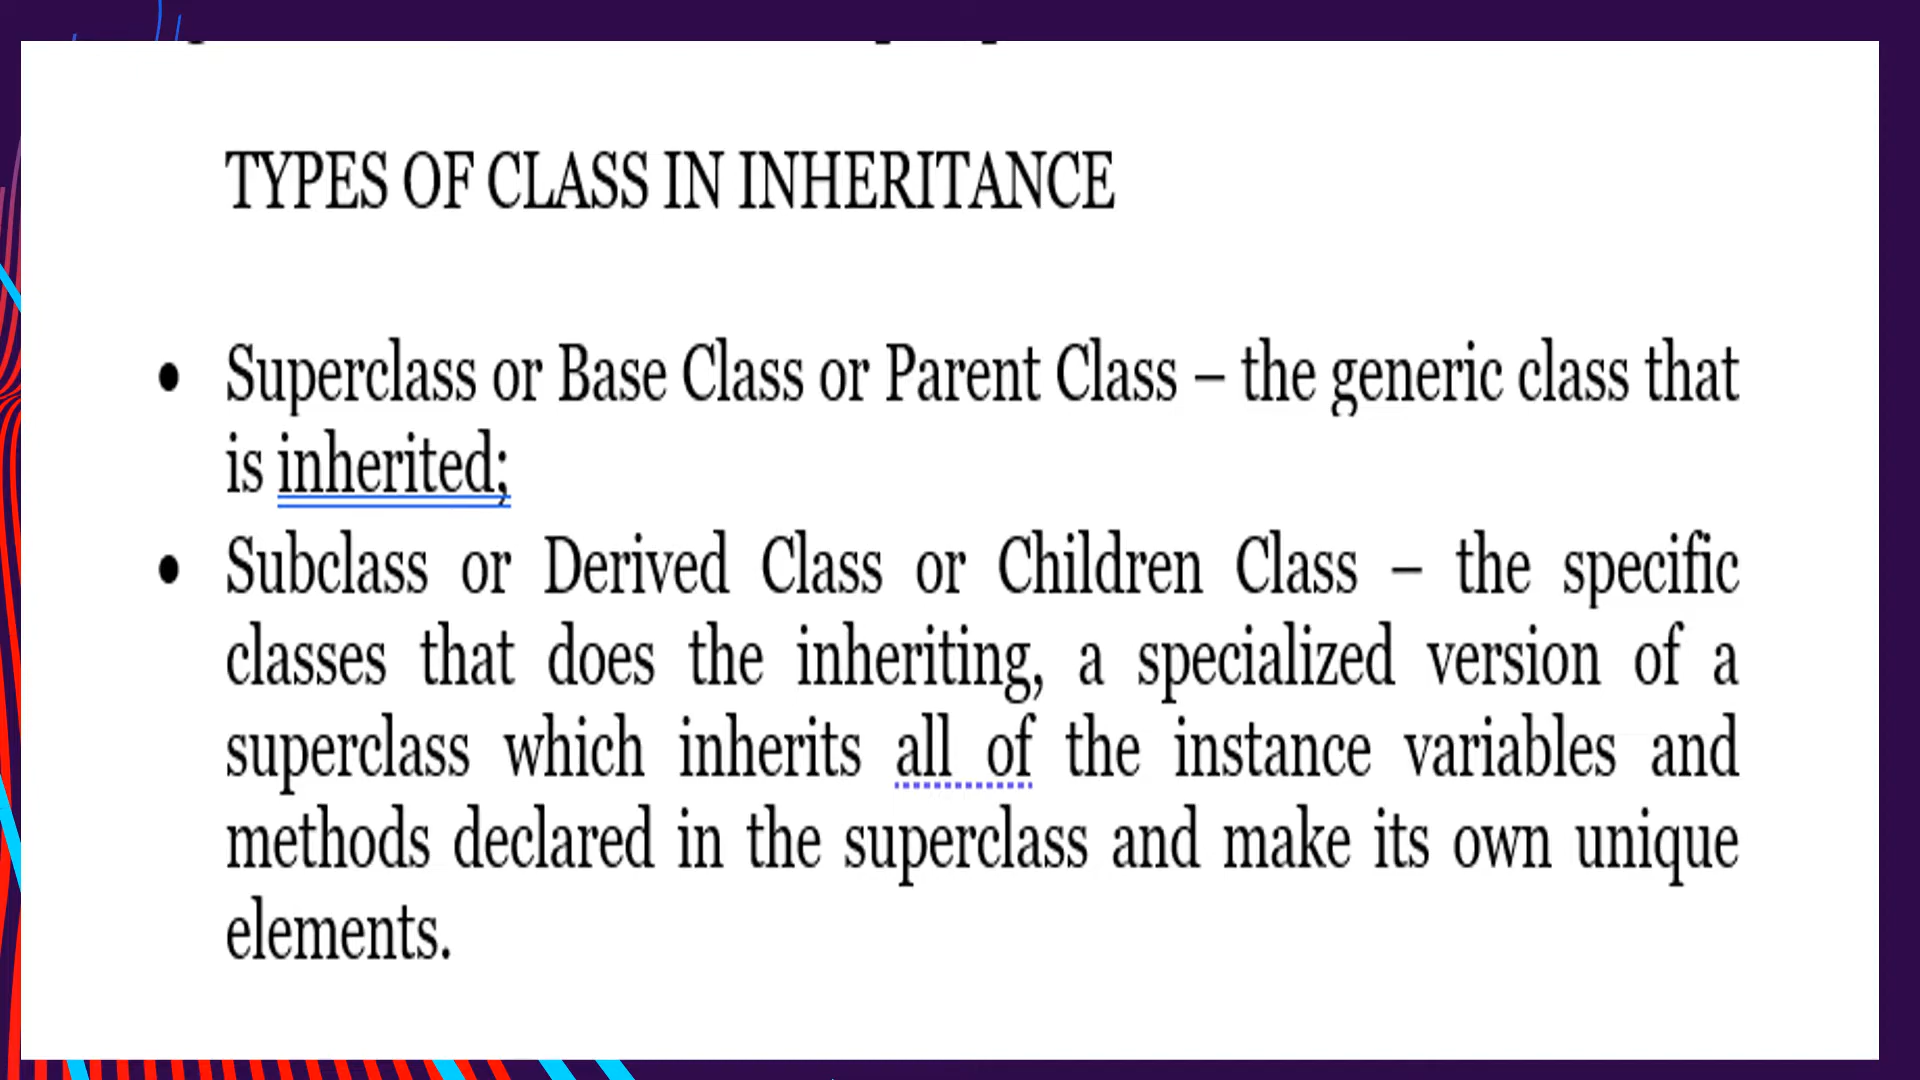 TYPES OF CLASS IN INHERITANCE
• Superclass or Base Class or Parent Class – the generic class that
is inherited;
• Subclass or Derived Class or Children Class – the specific
classes that does the inheriting, a specialized version of a
superclass which inherits all of the instance variables and
methods declared in the superclass and make its own unique
elements.